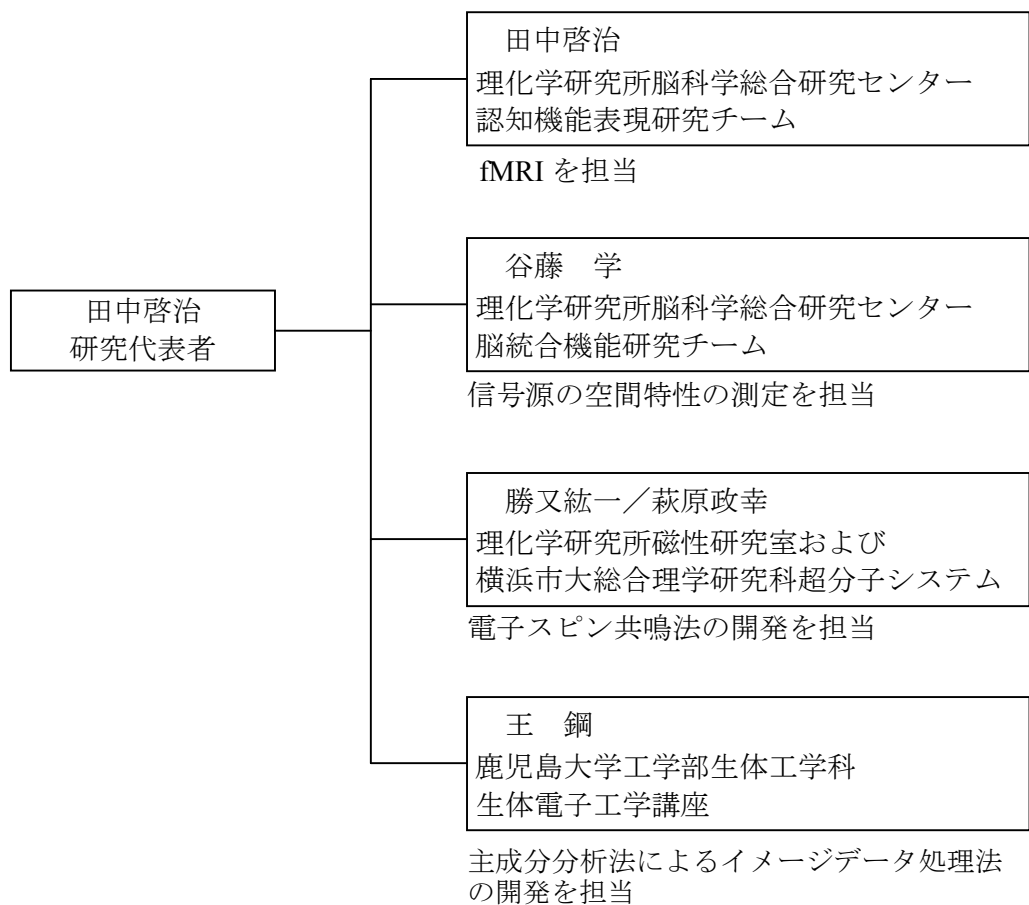 田中啓治
研究代表者
田中啓治
理化学研究所脳科学総合研究センター
認知機能表現研究チーム
fMRI を担当
谷藤　学
理化学研究所脳科学総合研究センター
脳統合機能研究チーム
信号源の空間特性の測定を担当
勝又紘一／萩原政幸
理化学研究所磁性研究室および
横浜市大総合理学研究科超分子システム
電子スピン共鳴法の開発を担当
王　鋼
鹿児島大学工学部生体工学科
生体電子工学講座
主成分分析法によるイメージデータ処理法
の開発を担当